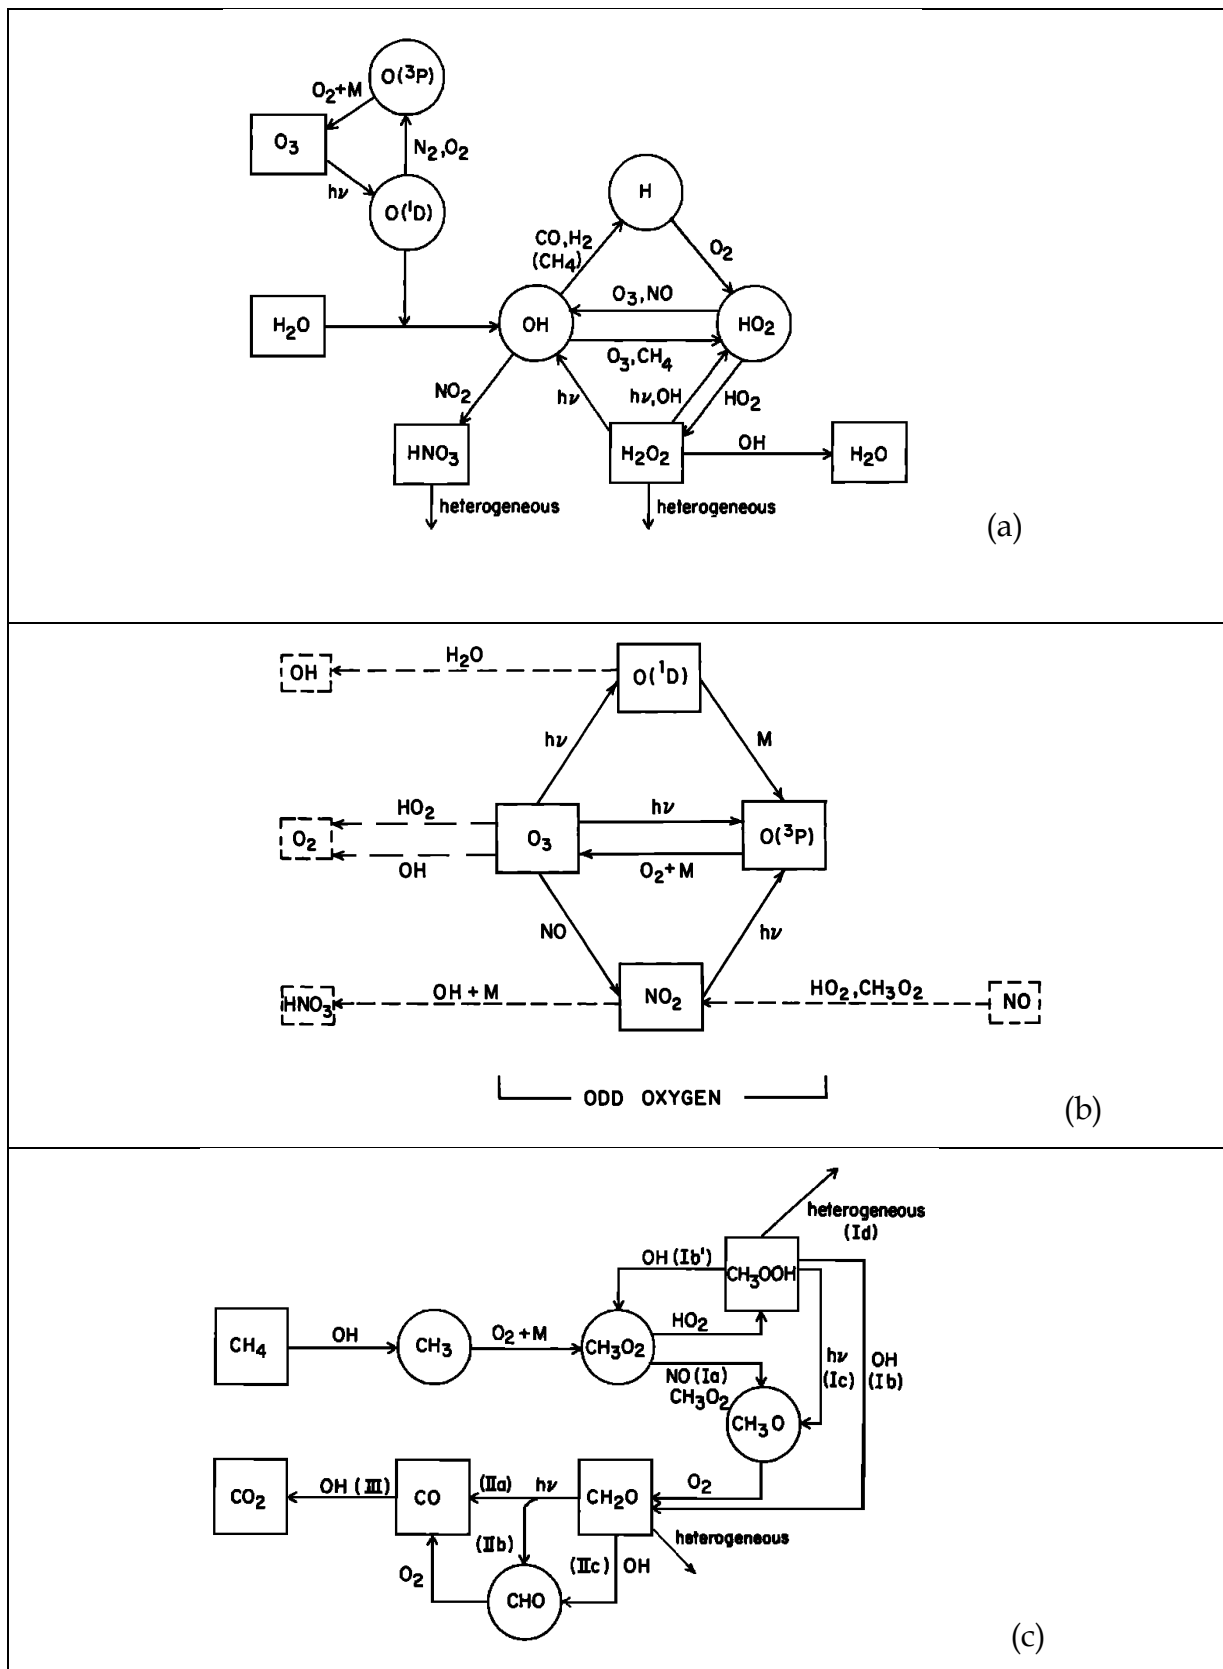 O(³P)
O₂+M
O₃
N₂,O₂
hν
O(¹D)
H
CO,H₂
(CH₄)
O₂
H₂O
OH
O₃,NO
HO₂
O₃,CH₄
NO₂
hν
hν,OH
HO₂
HNO₃
H₂O₂
OH
H₂O
heterogeneous
heterogeneous
(a)
OH
H₂O
O(¹D)
hν
M
O₂
HO₂
OH
O₃
hν
O₂+M
O(³P)
NO
hν
HNO₃
OH + M
NO₂
HO₂,CH₃O₂
NO
ODD OXYGEN
(b)
heterogeneous
(Id)
OH (Ib')
CH₃OOH
CH₄
OH
CH₃
O₂+M
CH₃O₂
HO₂
NO (Ia)
CH₃O₂
hν
(Ic)
OH
(Ib)
CH₃O
O₂
CO₂
OH (III)
CO
(IIa)
hν
CH₂O
heterogeneous
(IIb)
(IIc)
OH
O₂
CHO
(c)